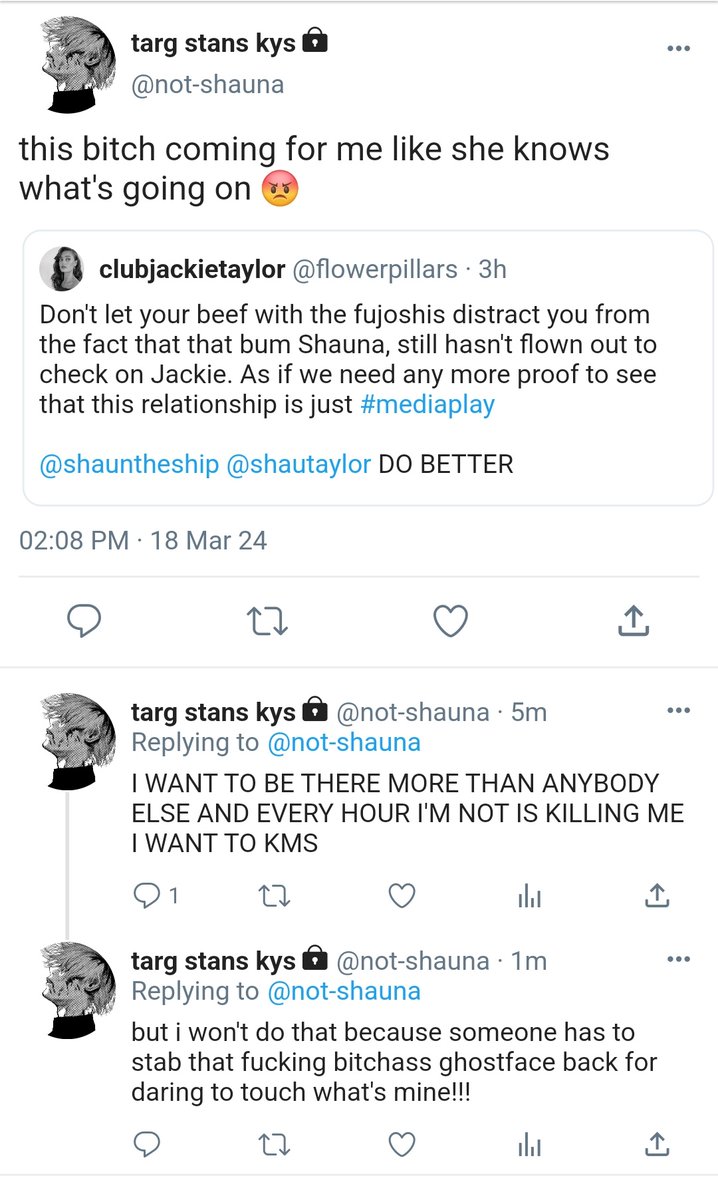 targ stans kys
@not-shauna
this bitch coming for me like she knows
what's going on 😡
clubjackietaylor @flowerpillars · 3h
Don't let your beef with the fujoshis distract you from
the fact that that bum Shauna, still hasn't flown out to
check on Jackie. As if we need any more proof to see
that this relationship is just #mediaplay
@shauntheship @shautaylor DO BETTER
02:08 PM · 18 Mar 24
targ stans kys @not-shauna · 5m
Replying to @not-shauna
I WANT TO BE THERE MORE THAN ANYBODY
ELSE AND EVERY HOUR I'M NOT IS KILLING ME
I WANT TO KMS
1
targ stans kys @not-shauna · 1m
Replying to @not-shauna
but i won't do that because someone has to
stab that fucking bitchass ghostface back for
daring to touch what's mine!!!